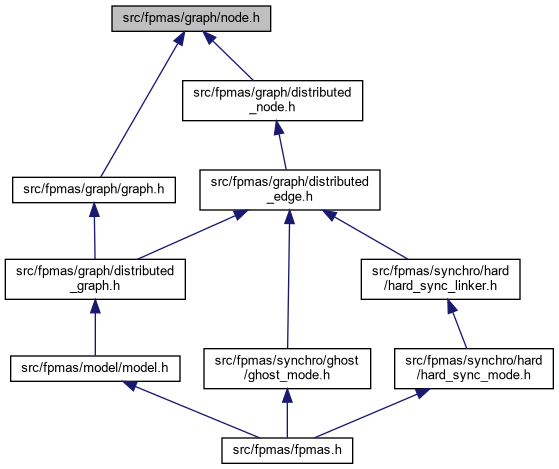 src/fpmas/graph/node.h
src/fpmas/graph/distributed
_node.h
src/fpmas/graph/graph.h
src/fpmas/graph/distributed
_edge.h
src/fpmas/graph/distributed
_graph.h
src/fpmas/synchro/hard
/hard_sync_linker.h
src/fpmas/model/model.h
src/fpmas/synchro/ghost
/ghost_mode.h
src/fpmas/synchro/hard
/hard_sync_mode.h
src/fpmas/fpmas.h